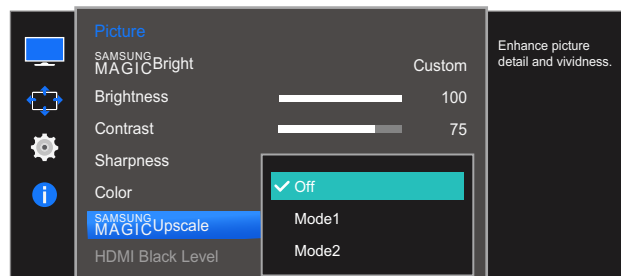 Picture
SAMSUNG
MAGICBright Custom
Brightness 100
Contrast 75
Sharpness
Color
SAMSUNG
MAGICUpscale
HDMI Black Level
Off
Mode1
Mode2
Enhance picture
detail and vividness.